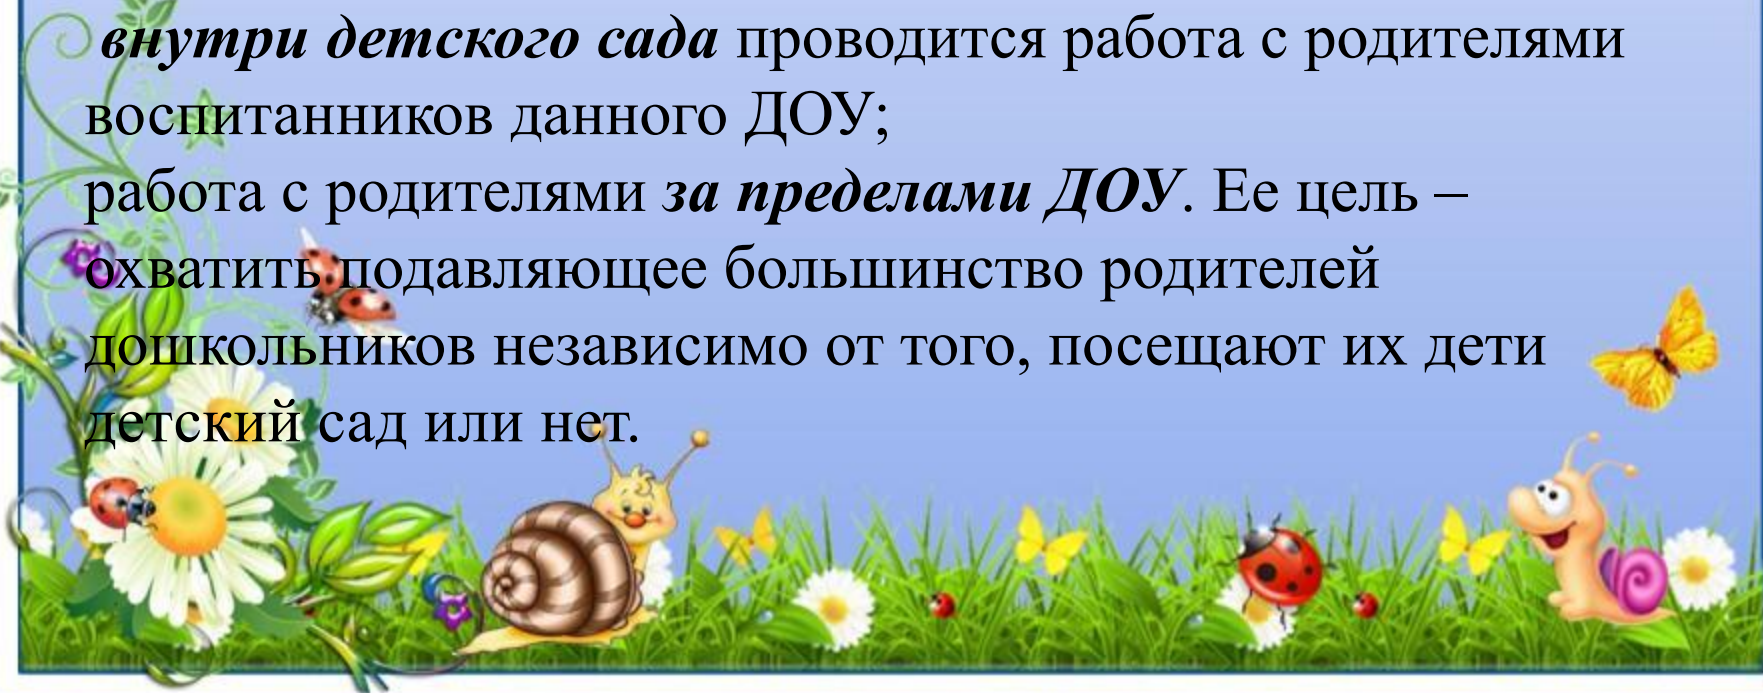 внутри детского сада проводится работа с родителями
воспитанников данного ДОУ;
работа с родителями за пределами ДОУ. Ее цель –
охватить подавляющее большинство родителей
дошкольников независимо от того, посещают их дети
детский сад или нет.